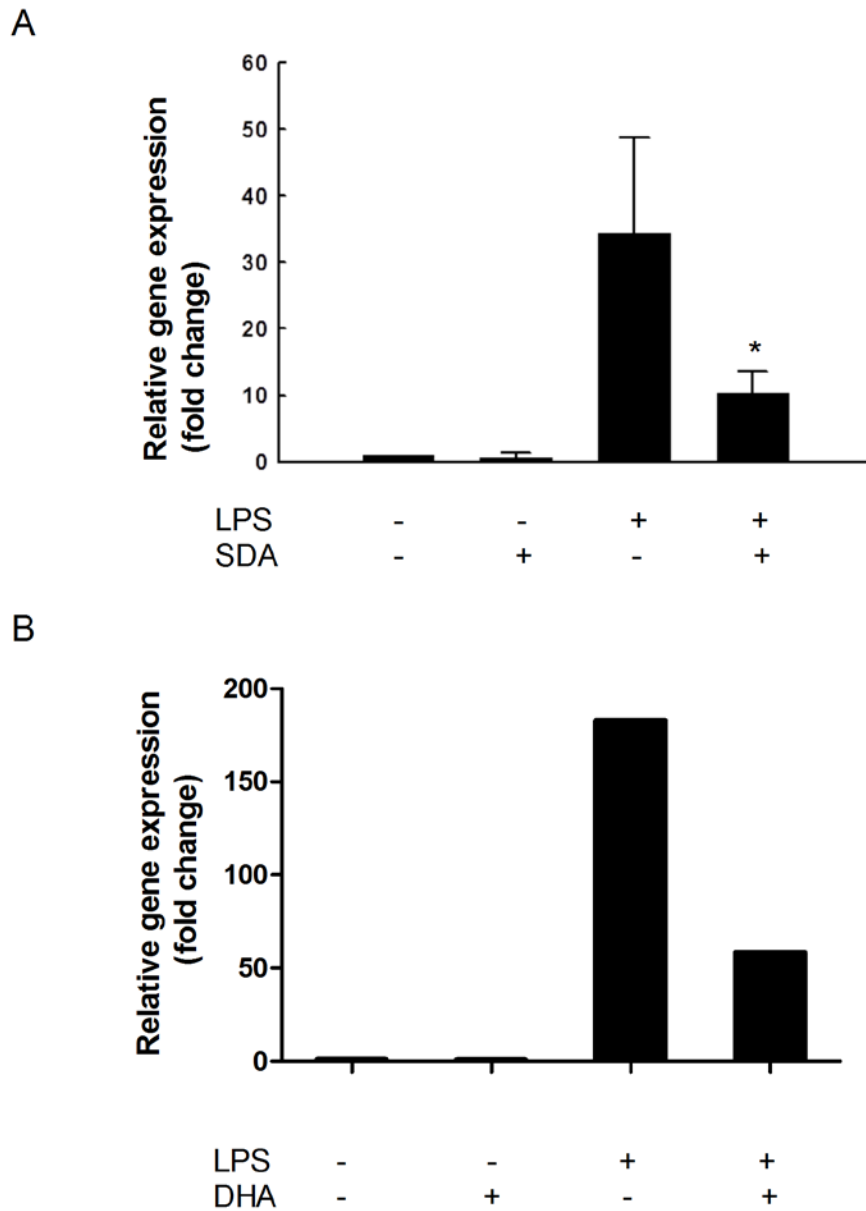 A
Relative gene expression
(fold change)
60
50
40
30
20
10
0
*
LPS - - + +
SDA - + - +
B
Relative gene expression
(fold change)
200
150
100
50
0
LPS - - + +
DHA - + - +